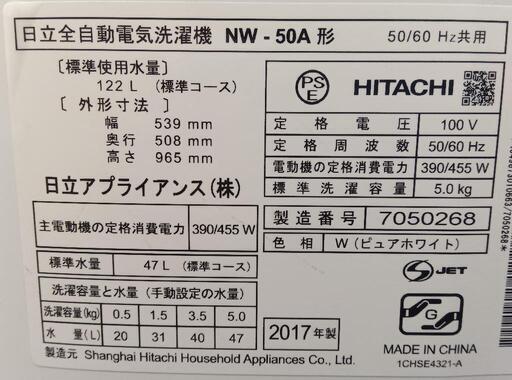 日立全自動電気洗濯機 NW-50A 形 50/60 Hz共用
〔標準使用水量〕
122 L (標準コース)
〔外形寸法〕
幅 539 mm
奥行 508 mm
高さ 965 mm
日立アプライアンス(株)
主電動機の定格消費電力 390/455 W
標準水量 47 L (標準コース)
洗濯容量と水量 (手動設定の水量)
洗濯容量(kg) 0.5 1.5 3.5 5.0
水量(L) 20 31 40 47
製造元 Shanghai Hitachi Household Appliances Co., Ltd.
2017年製
PSE
HITACHI
定格電圧 100 V
定格周波数 50/60 Hz
電動機の定格消費電力 390/455 W
標準洗濯容量 5.0 kg
製造番号 7050268
色相 W (ピュアホワイト)
S JET
G
MADE IN CHINA
1CHSE4321-A